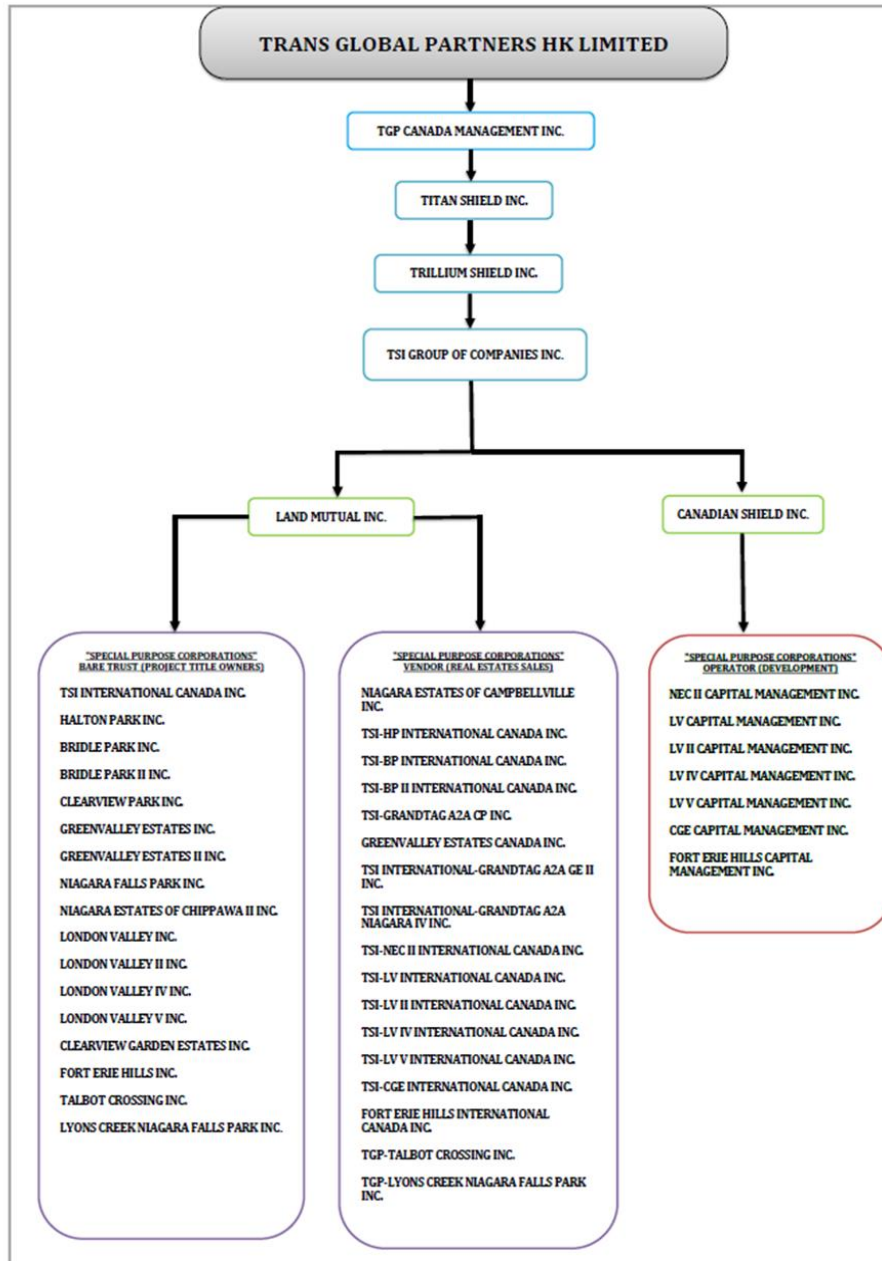 TRANS GLOBAL PARTNERS HK LIMITED
TGP CANADA MANAGEMENT INC.
TITAN SHIELD INC.
TRILLIUM SHIELD INC.
TSI GROUP OF COMPANIES INC.
LAND MUTUAL INC.
CANADIAN SHIELD INC.
"SPECIAL PURPOSE CORPORATIONS"
BARE TRUST (PROJECT TITLE OWNERS)
TSI INTERNATIONAL CANADA INC.
HALTON PARK INC.
BRIDLE PARK INC.
BRIDLE PARK II INC.
CLEARVIEW PARK INC.
GREENVALLEY ESTATES INC.
GREENVALLEY ESTATES II INC.
NIAGARA FALLS PARK INC.
NIAGARA ESTATES OF CHIPPAWA II INC.
LONDON VALLEY INC.
LONDON VALLEY II INC.
LONDON VALLEY IV INC.
LONDON VALLEY V INC.
CLEARVIEW GARDEN ESTATES INC.
FORT ERIE HILLS INC.
TALBOT CROSSING INC.
LYONS CREEK NIAGARA FALLS PARK INC.
"SPECIAL PURPOSE CORPORATIONS"
VENDOR (REAL ESTATES SALES)
NIAGARA ESTATES OF CAMPBELLVILLE
INC.
TSI-HP INTERNATIONAL CANADA INC.
TSI-BP INTERNATIONAL CANADA INC.
TSI-BP II INTERNATIONAL CANADA INC.
TSI-GRANDTAG A2A CP INC.
GREENVALLEY ESTATES CANADA INC.
TSI INTERNATIONAL-GRANDTAG A2A GE II
INC.
TSI INTERNATIONAL-GRANDTAG A2A
NIAGARA IV INC.
TSI-NEC II INTERNATIONAL CANADA INC.
TSI-LV INTERNATIONAL CANADA INC.
TSI-LV II INTERNATIONAL CANADA INC.
TSI-LV IV INTERNATIONAL CANADA INC.
TSI-LV V INTERNATIONAL CANADA INC.
TSI-CGE INTERNATIONAL CANADA INC.
FORT ERIE HILLS INTERNATIONAL
CANADA INC.
TGP-TALBOT CROSSING INC.
TGP-LYONS CREEK NIAGARA FALLS PARK
INC.
"SPECIAL PURPOSE CORPORATIONS"
OPERATOR (DEVELOPMENT)
NEC II CAPITAL MANAGEMENT INC.
LV CAPITAL MANAGEMENT INC.
LV II CAPITAL MANAGEMENT INC.
LV IV CAPITAL MANAGEMENT INC.
LV V CAPITAL MANAGEMENT INC.
CGE CAPITAL MANAGEMENT INC.
FORT ERIE HILLS CAPITAL
MANAGEMENT INC.